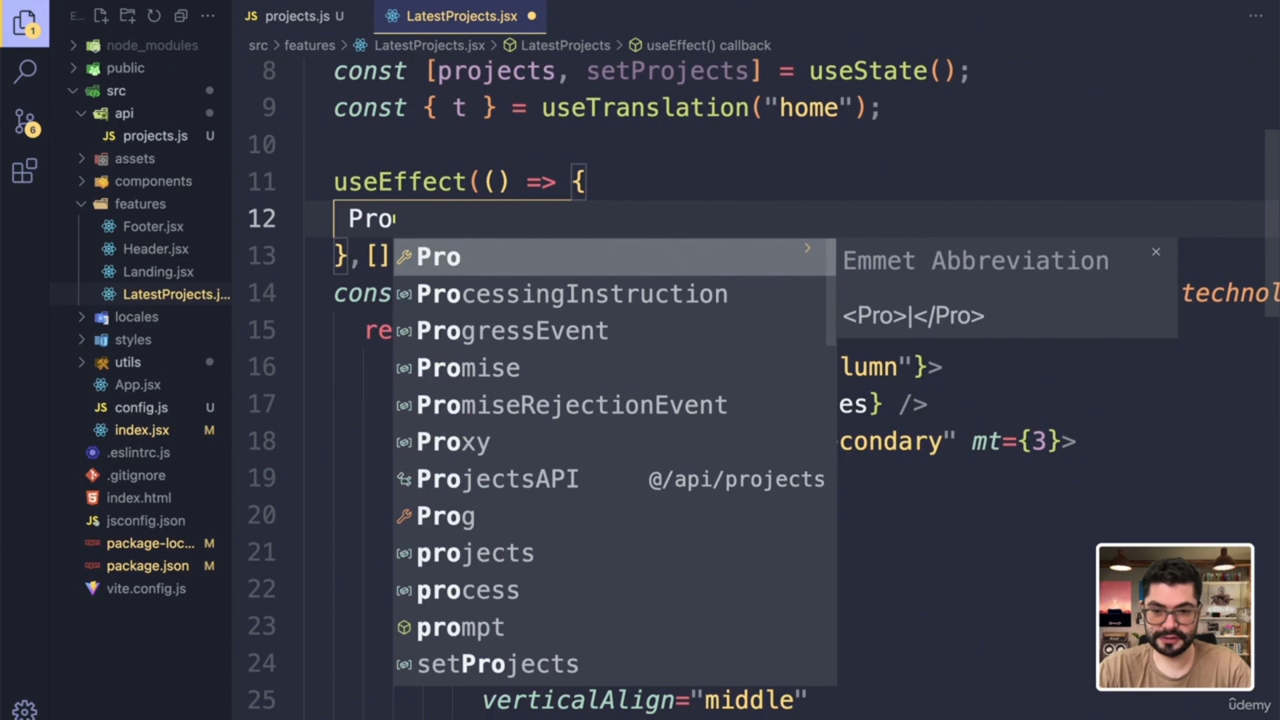 1
E...
projects.js U
LatestProjects.jsx
src > features > LatestProjects.jsx > LatestProjects > useEffect() callback
6
node_modules
public
src
api
projects.js U
assets
components
features
Footer.jsx
Header.jsx
Landing.jsx
LatestProjects.j...
locales
styles
utils
App.jsx
config.js U
index.jsx M
.eslintrc.js
.gitignore
index.html
jsconfig.json
package-loc... M
package.json M
vite.config.js
8 const [projects, setProjects] = useState();
9 const { t } = useTranslation("home");
10
11 useEffect(() => {
12 Pro
13 },[]
14 cons technol
15 re
16 lumn"}>
17 es} />
18 condary" mt={3}>
19
20
21
22
23
24
25 verticalAlign="middle"
Pro
ProcessingInstruction
ProgressEvent
Promise
PromiseRejectionEvent
Proxy
ProjectsAPI @/api/projects
Prog
projects
process
prompt
setProjects
Emmet Abbreviation
<Pro>|</Pro>
ûdemy